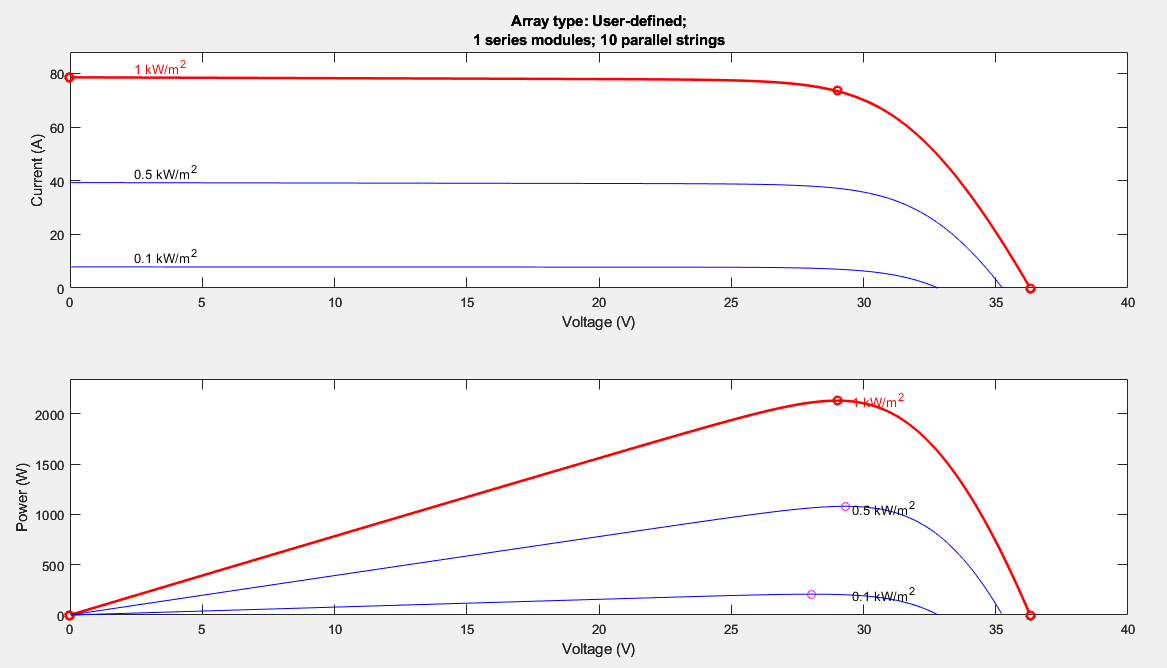 Array type: User-defined;
1 series modules; 10 parallel strings
80
1 kW/m²
60
Current (A)
0.5 kW/m²
40
20
0.1 kW/m²
0
0 5 10 15 20 25 30 35 40
Voltage (V)
2000
1 kW/m²
1500
Power (W)
1000
0.5 kW/m²
500
0.1 kW/m²
0
0 5 10 15 20 25 30 35 40
Voltage (V)